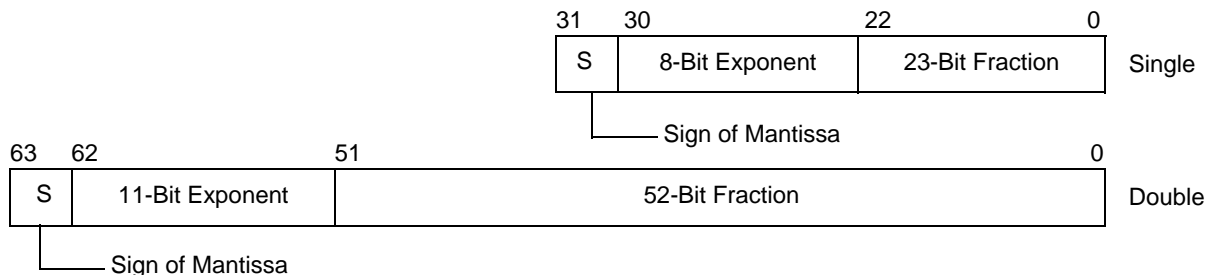 31 30 22 0
S 8-Bit Exponent 23-Bit Fraction Single
Sign of Mantissa
63 62 51 0
S 11-Bit Exponent 52-Bit Fraction Double
Sign of Mantissa